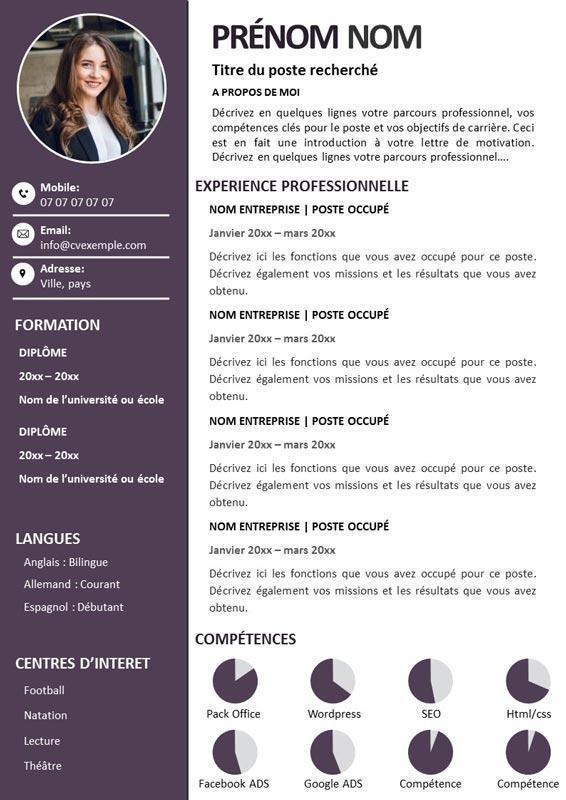 PRÉNOM NOM
Titre du poste recherché
A PROPOS DE MOI
Décrivez en quelques lignes votre parcours professionnel, vos
compétences clés pour le poste et vos objectifs de carrière. Ceci
est en fait une introduction à votre lettre de motivation.
Décrivez en quelques lignes votre parcours professionnel....
Mobile:
07 07 07 07 07
Email:
info@cvexemple.com
Adresse:
Ville, pays
FORMATION
DIPLÔME
20xx – 20xx
Nom de l'université ou école
DIPLÔME
20xx – 20xx
Nom de l'université ou école
LANGUES
Anglais : Bilingue
Allemand : Courant
Espagnol : Débutant
CENTRES D'INTERET
Football
Natation
Lecture
Théâtre
EXPERIENCE PROFESSIONNELLE
NOM ENTREPRISE | POSTE OCCUPÉ
Janvier 20xx – mars 20xx
Décrivez ici les fonctions que vous avez occupé pour ce poste.
Décrivez également vos missions et les résultats que vous avez
obtenu.
NOM ENTREPRISE | POSTE OCCUPÉ
Janvier 20xx – mars 20xx
Décrivez ici les fonctions que vous avez occupé pour ce poste.
Décrivez également vos missions et les résultats que vous avez
obtenu.
NOM ENTREPRISE | POSTE OCCUPÉ
Janvier 20xx – mars 20xx
Décrivez ici les fonctions que vous avez occupé pour ce poste.
Décrivez également vos missions et les résultats que vous avez
obtenu.
NOM ENTREPRISE | POSTE OCCUPÉ
Janvier 20xx – mars 20xx
Décrivez ici les fonctions que vous avez occupé pour ce poste.
Décrivez également vos missions et les résultats que vous avez
obtenu.
COMPÉTENCES
Pack Office Wordpress SEO Html/css
Facebook ADS Google ADS Compétence Compétence